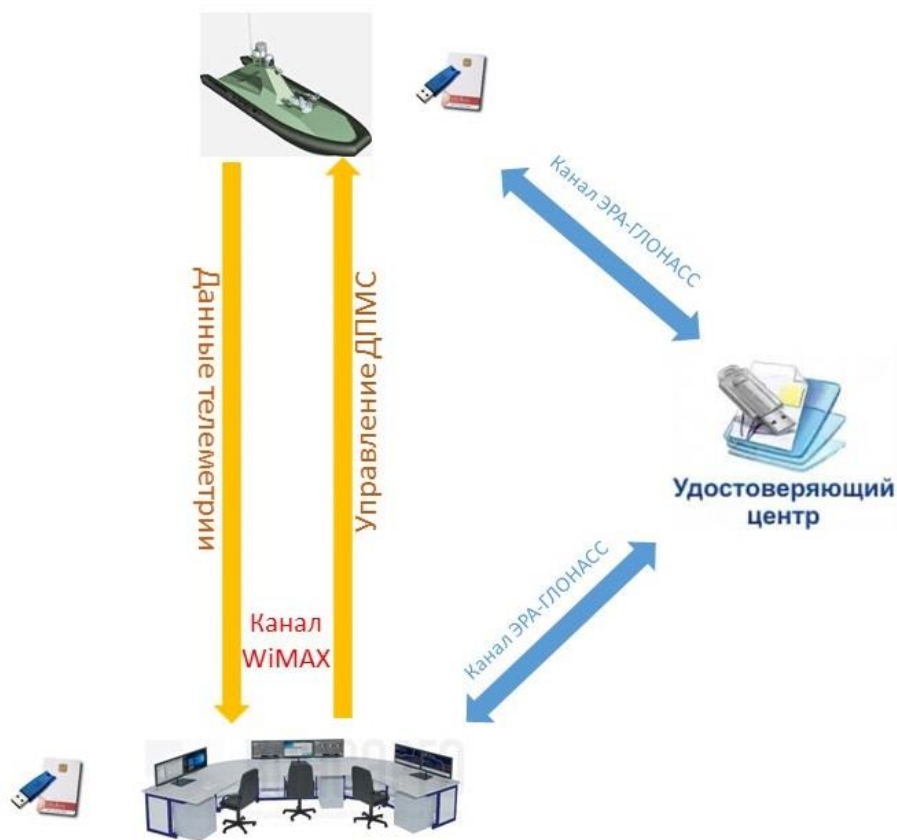 Канал ЭРА-ГЛОНАСС
Данные телеметрии
Управление ДПМС
Удостоверяющий
центр
Канал ЭРА-ГЛОНАСС
Канал
WiMAX